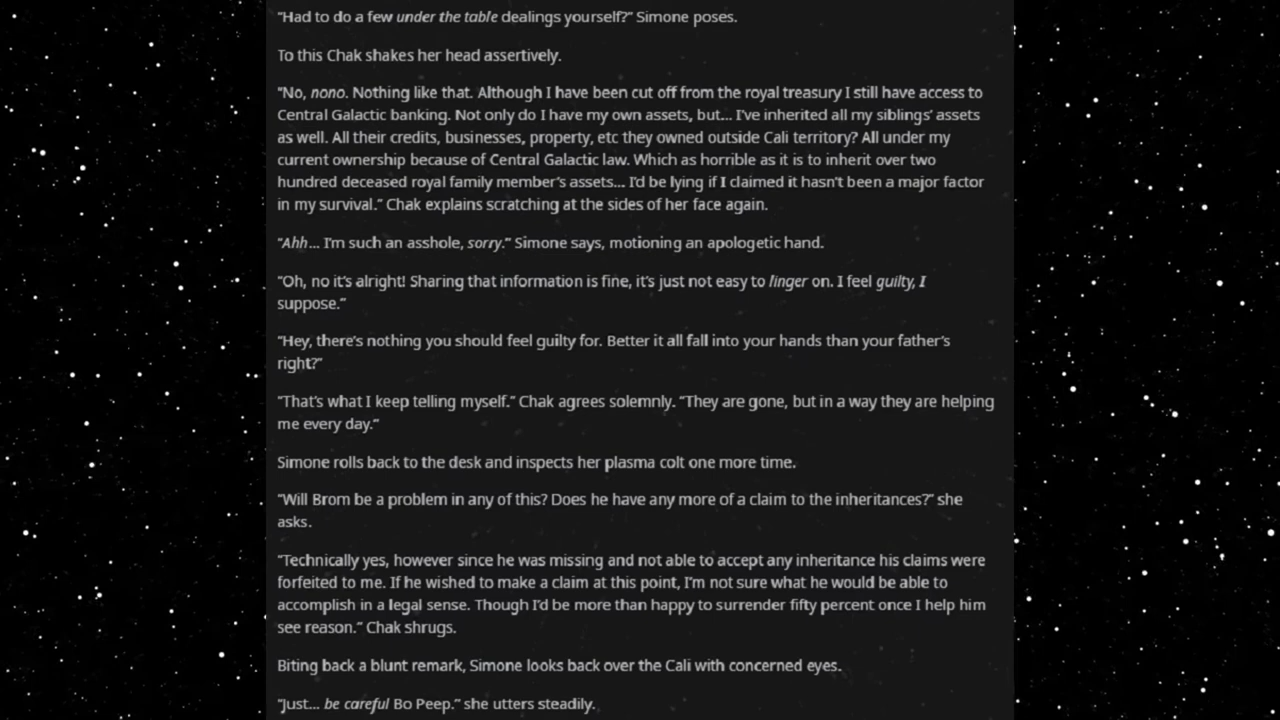 “Had to do a few under the table dealings yourself?” Simone poses.
To this Chak shakes her head assertively.
“No, nono. Nothing like that. Although I have been cut off from the royal treasury I still have access to
Central Galactic banking. Not only do I have my own assets, but... I’ve inherited all my siblings’ assets
as well. All their credits, businesses, property, etc they owned outside Cali territory? All under my
current ownership because of Central Galactic law. Which as horrible as it is to inherit over two
hundred deceased royal family member’s assets... I’d be lying if I claimed it hasn’t been a major factor
in my survival.” Chak explains scratching at the sides of her face again.
“Ahh... I’m such an asshole, sorry.” Simone says, motioning an apologetic hand.
“Oh, no it’s alright! Sharing that information is fine, it’s just not easy to linger on. I feel guilty, I
suppose.”
“Hey, there’s nothing you should feel guilty for. Better it all fall into your hands than your father’s
right?”
“That’s what I keep telling myself.” Chak agrees solemnly. “They are gone, but in a way they are helping
me every day.”
Simone rolls back to the desk and inspects her plasma colt one more time.
“Will Brom be a problem in any of this? Does he have any more of a claim to the inheritances?” she
asks.
“Technically yes, however since he was missing and not able to accept any inheritance his claims were
forfeited to me. If he wished to make a claim at this point, I’m not sure what he would be able to
accomplish in a legal sense. Though I’d be more than happy to surrender fifty percent once I help him
see reason.” Chak shrugs.
Biting back a blunt remark, Simone looks back over the Cali with concerned eyes.
“Just... be careful Bo Peep.” she utters steadily.